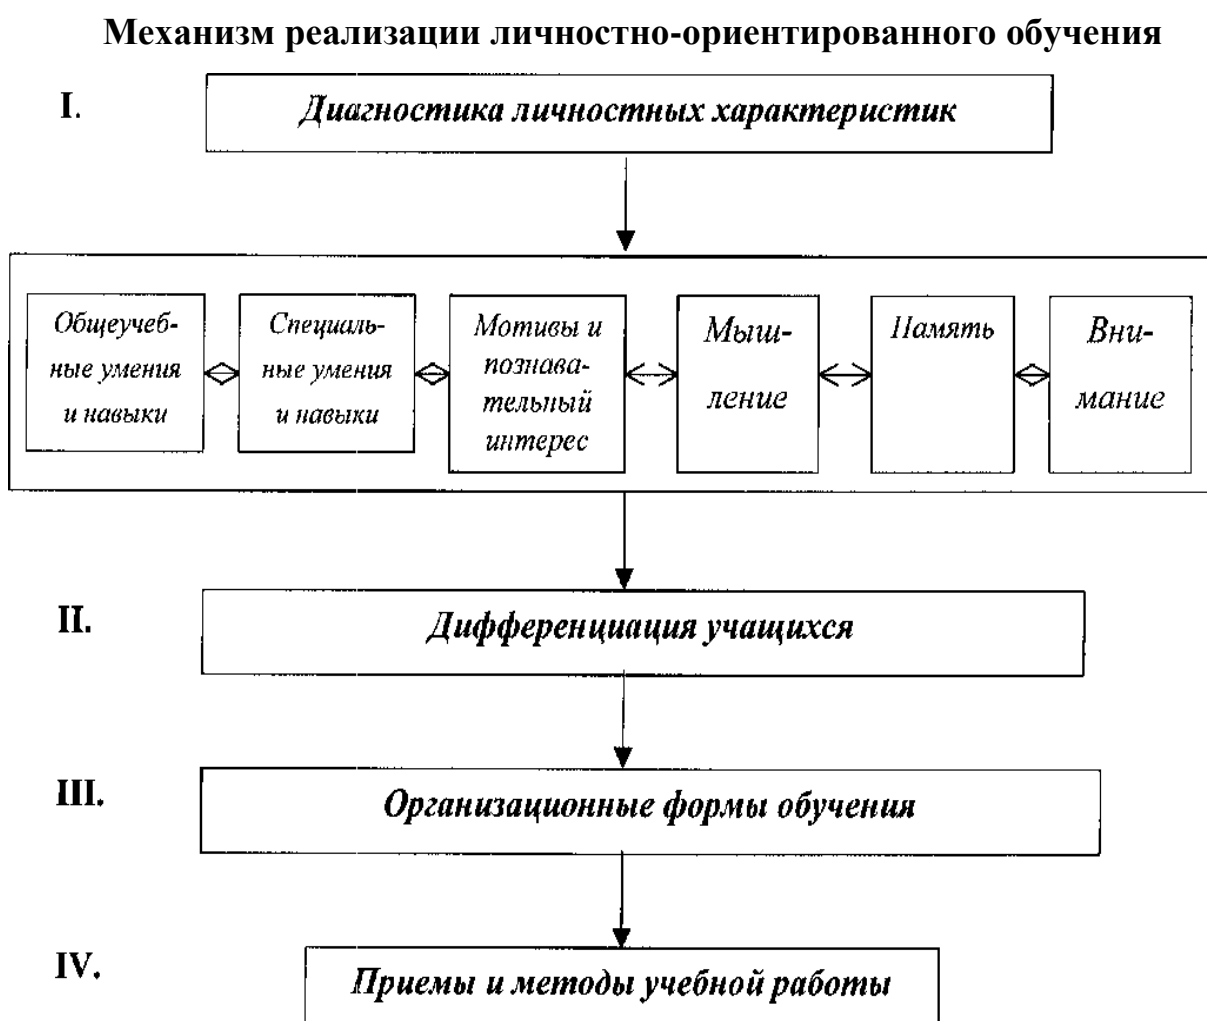 Механизм реализации личностно-ориентированного обучения
I.
Диагностика личностных характеристик
Общеучеб-
ные умения
и навыки
Специаль-
ные умения
и навыки
Мотивы и
познава-
тельный
интерес
Мыш-
ление
Память
Вни-
мание
II.
Дифференциация учащихся
III.
Организационные формы обучения
IV.
Приемы и методы учебной работы